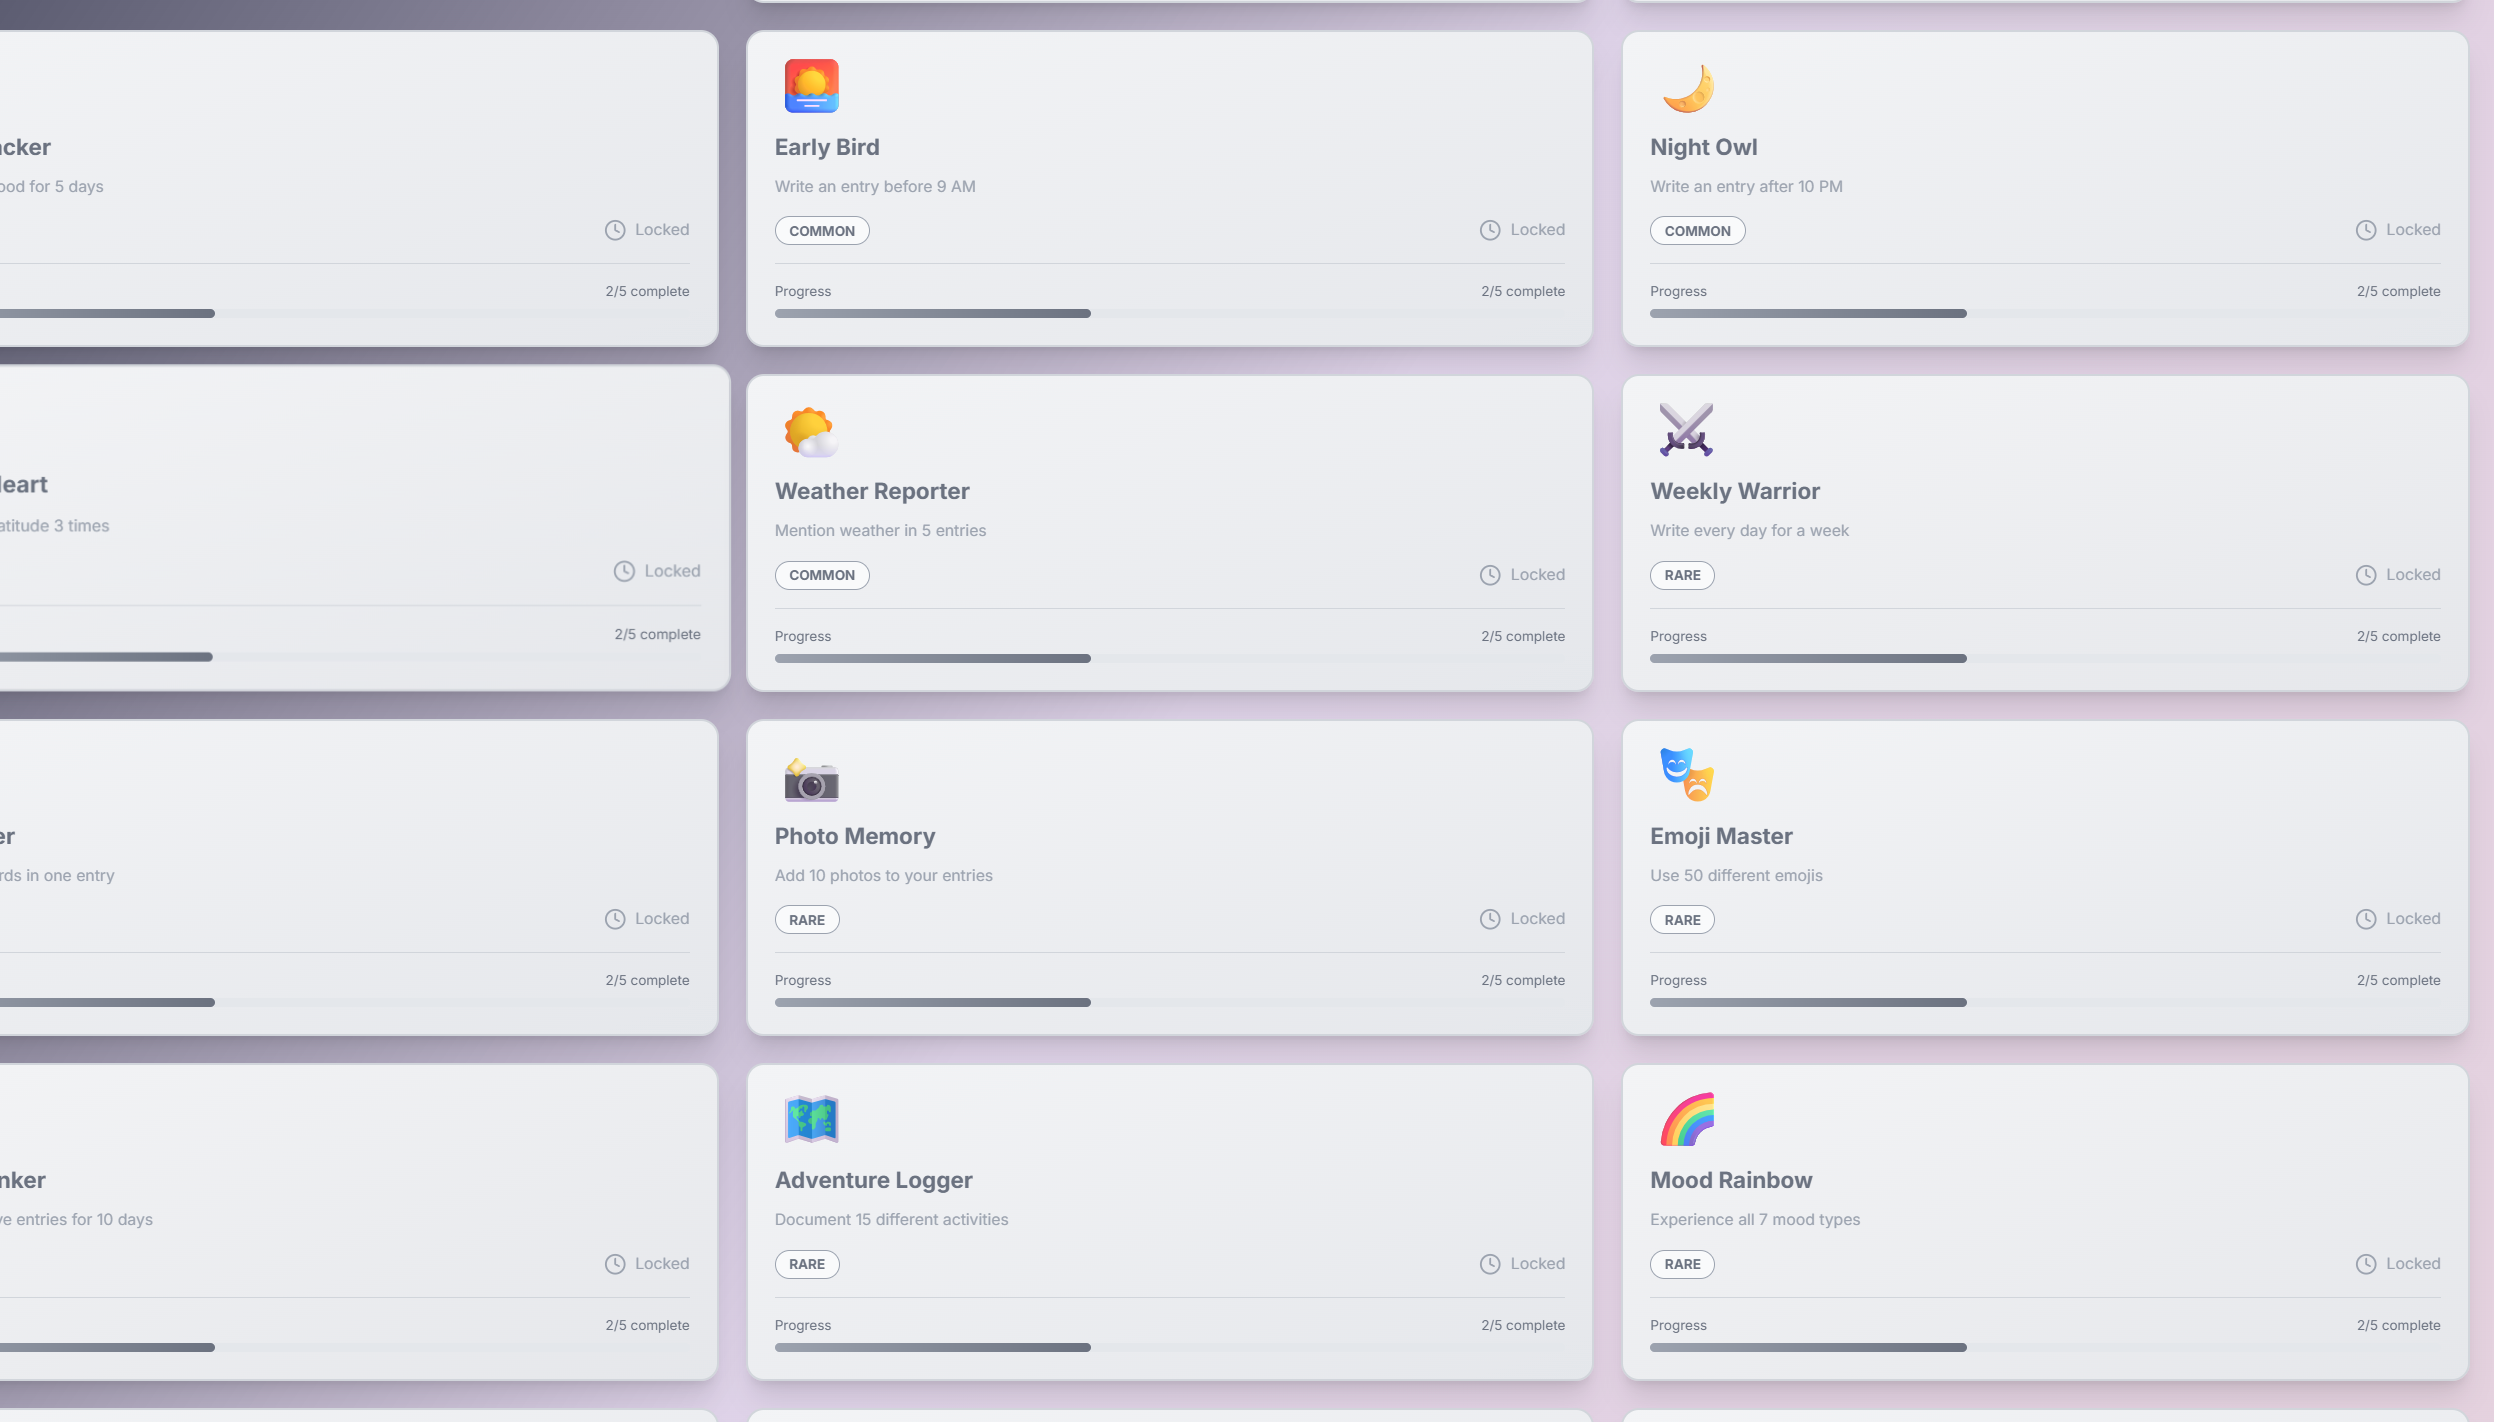 acker
ood for 5 days
Locked
2/5 complete
Early Bird
Write an entry before 9 AM
COMMON
Locked
Progress
2/5 complete
Night Owl
Write an entry after 10 PM
COMMON
Locked
Progress
2/5 complete
Heart
atitude 3 times
Locked
2/5 complete
Weather Reporter
Mention weather in 5 entries
COMMON
Locked
Progress
2/5 complete
Weekly Warrior
Write every day for a week
RARE
Locked
Progress
2/5 complete
er
rds in one entry
Locked
2/5 complete
Photo Memory
Add 10 photos to your entries
RARE
Locked
Progress
2/5 complete
Emoji Master
Use 50 different emojis
RARE
Locked
Progress
2/5 complete
nker
ve entries for 10 days
Locked
2/5 complete
Adventure Logger
Document 15 different activities
RARE
Locked
Progress
2/5 complete
Mood Rainbow
Experience all 7 mood types
RARE
Locked
Progress
2/5 complete